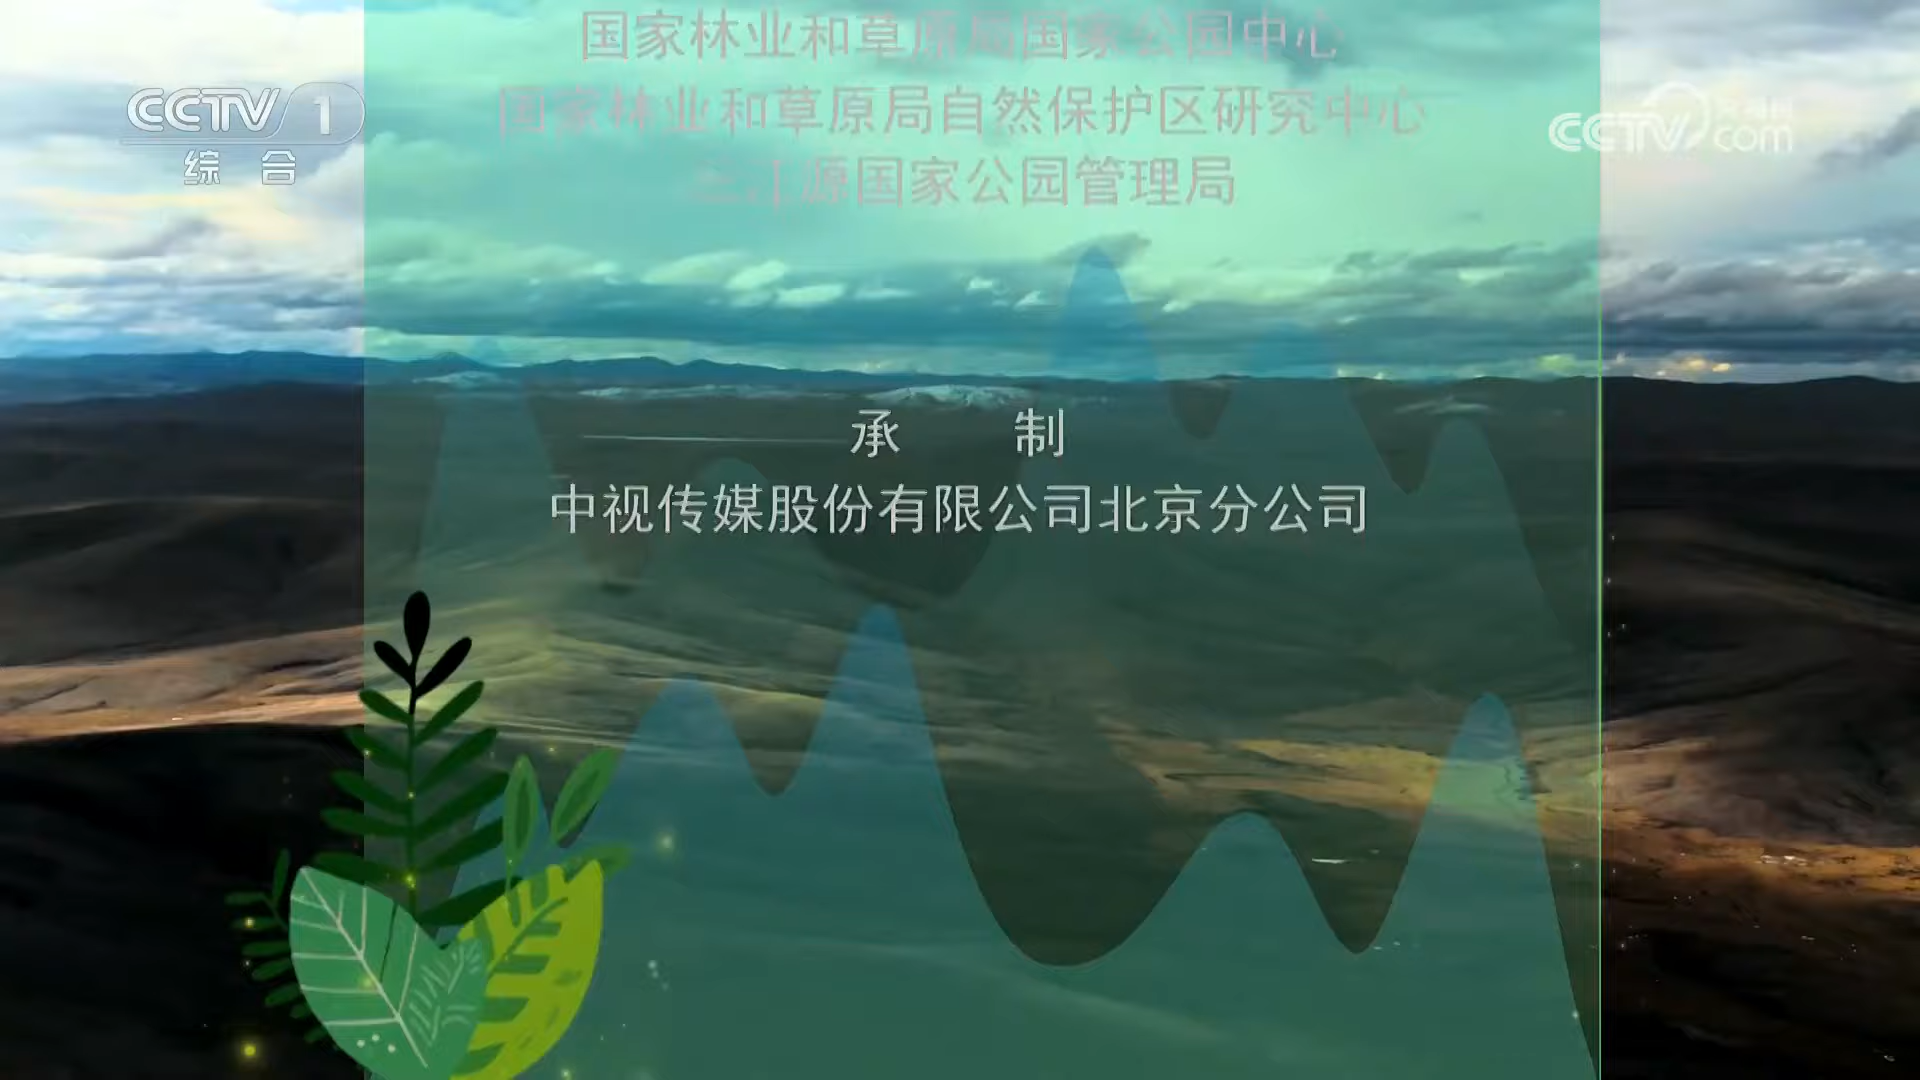 国家林业和草原局国家公园中心
国家林业和草原局自然保护区研究中心
三江源国家公园管理局
CCTV 1
综合
CCTV.com
承制
中视传媒股份有限公司北京分公司